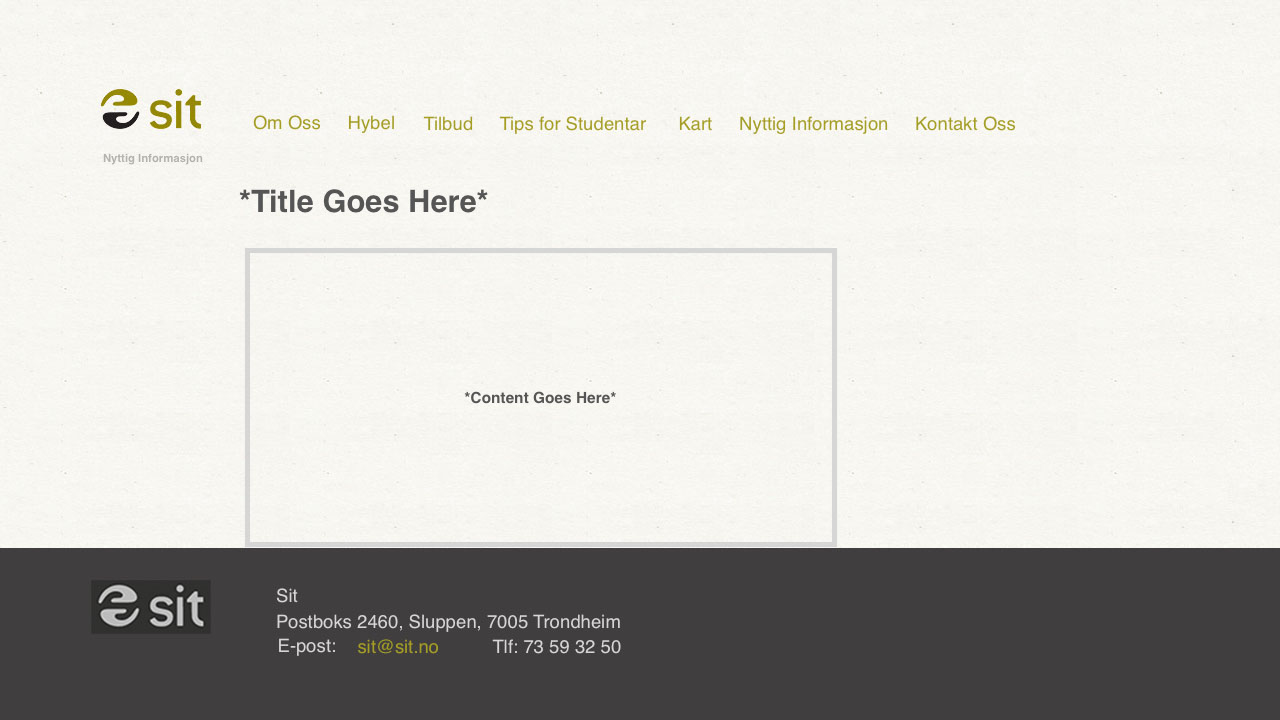 sit
Om Oss Hybel Tilbud Tips for Studentar Kart Nyttig Informasjon Kontakt Oss
Nyttig Informasjon
*Title Goes Here*
*Content Goes Here*
sit
Sit
Postboks 2460, Sluppen, 7005 Trondheim
E-post: sit@sit.no Tlf: 73 59 32 50